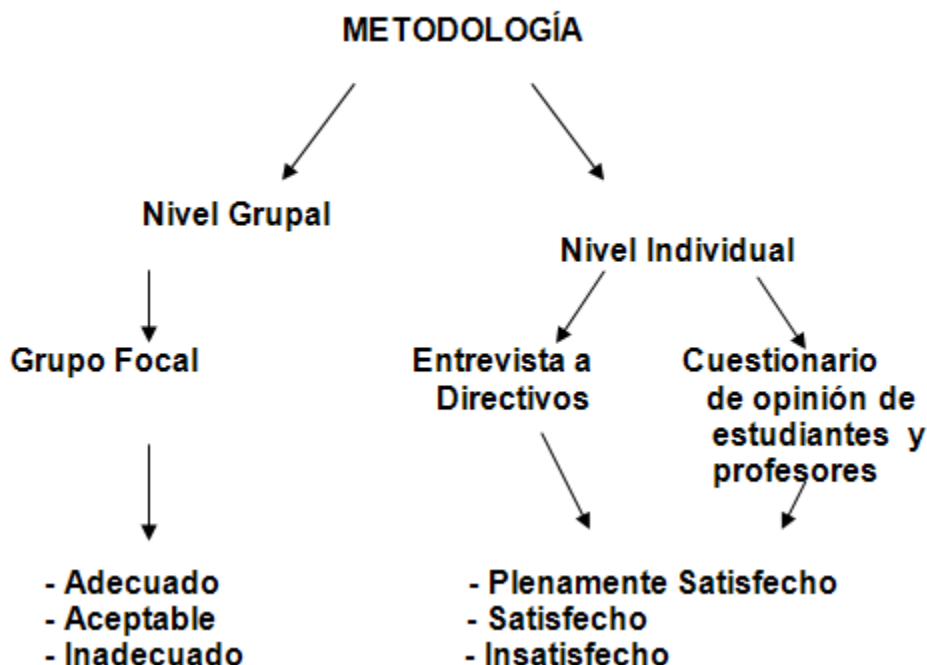 METODOLOGÍA
Nivel Grupal
Nivel Individual
Grupo Focal
Entrevista a
Directivos
Cuestionario
de opinión de
estudiantes y
profesores
- Adecuado
- Aceptable
- Inadecuado
- Plenamente Satisfecho
- Satisfecho
- Insatisfecho